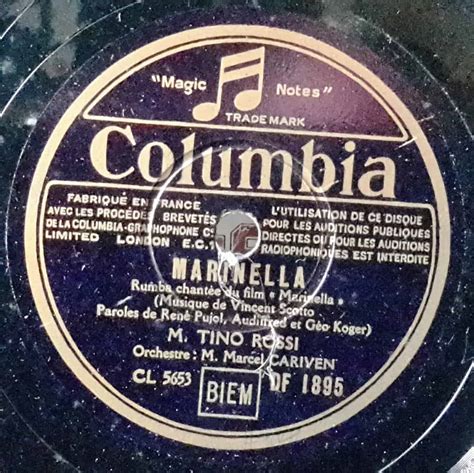 "Magic Notes"
TRADE MARK
Columbia
FABRIQUÉ EN FRANCE
AVEC LES PROCÉDÉS BREVETÉS
DE LA COLUMBIA-GRAPHOPHONE C
LIMITED LONDON E.C.1
L'UTILISATION DE CE DISQUE
POUR LES AUDITIONS PUBLIQUES
DIRECTES OU POUR LES AUDITIONS
RADIOPHONIQUES EST INTERDITE
MARINELLA
Rumba chantée du film « Marinella »
(Musique de Vincent Scotto
Paroles de René Pujol, Audiffred et Géo Koger)
M. TINO ROSSI
Orchestre: M. Marcel CARIVEN
CL 5653 BIEM DF 1895